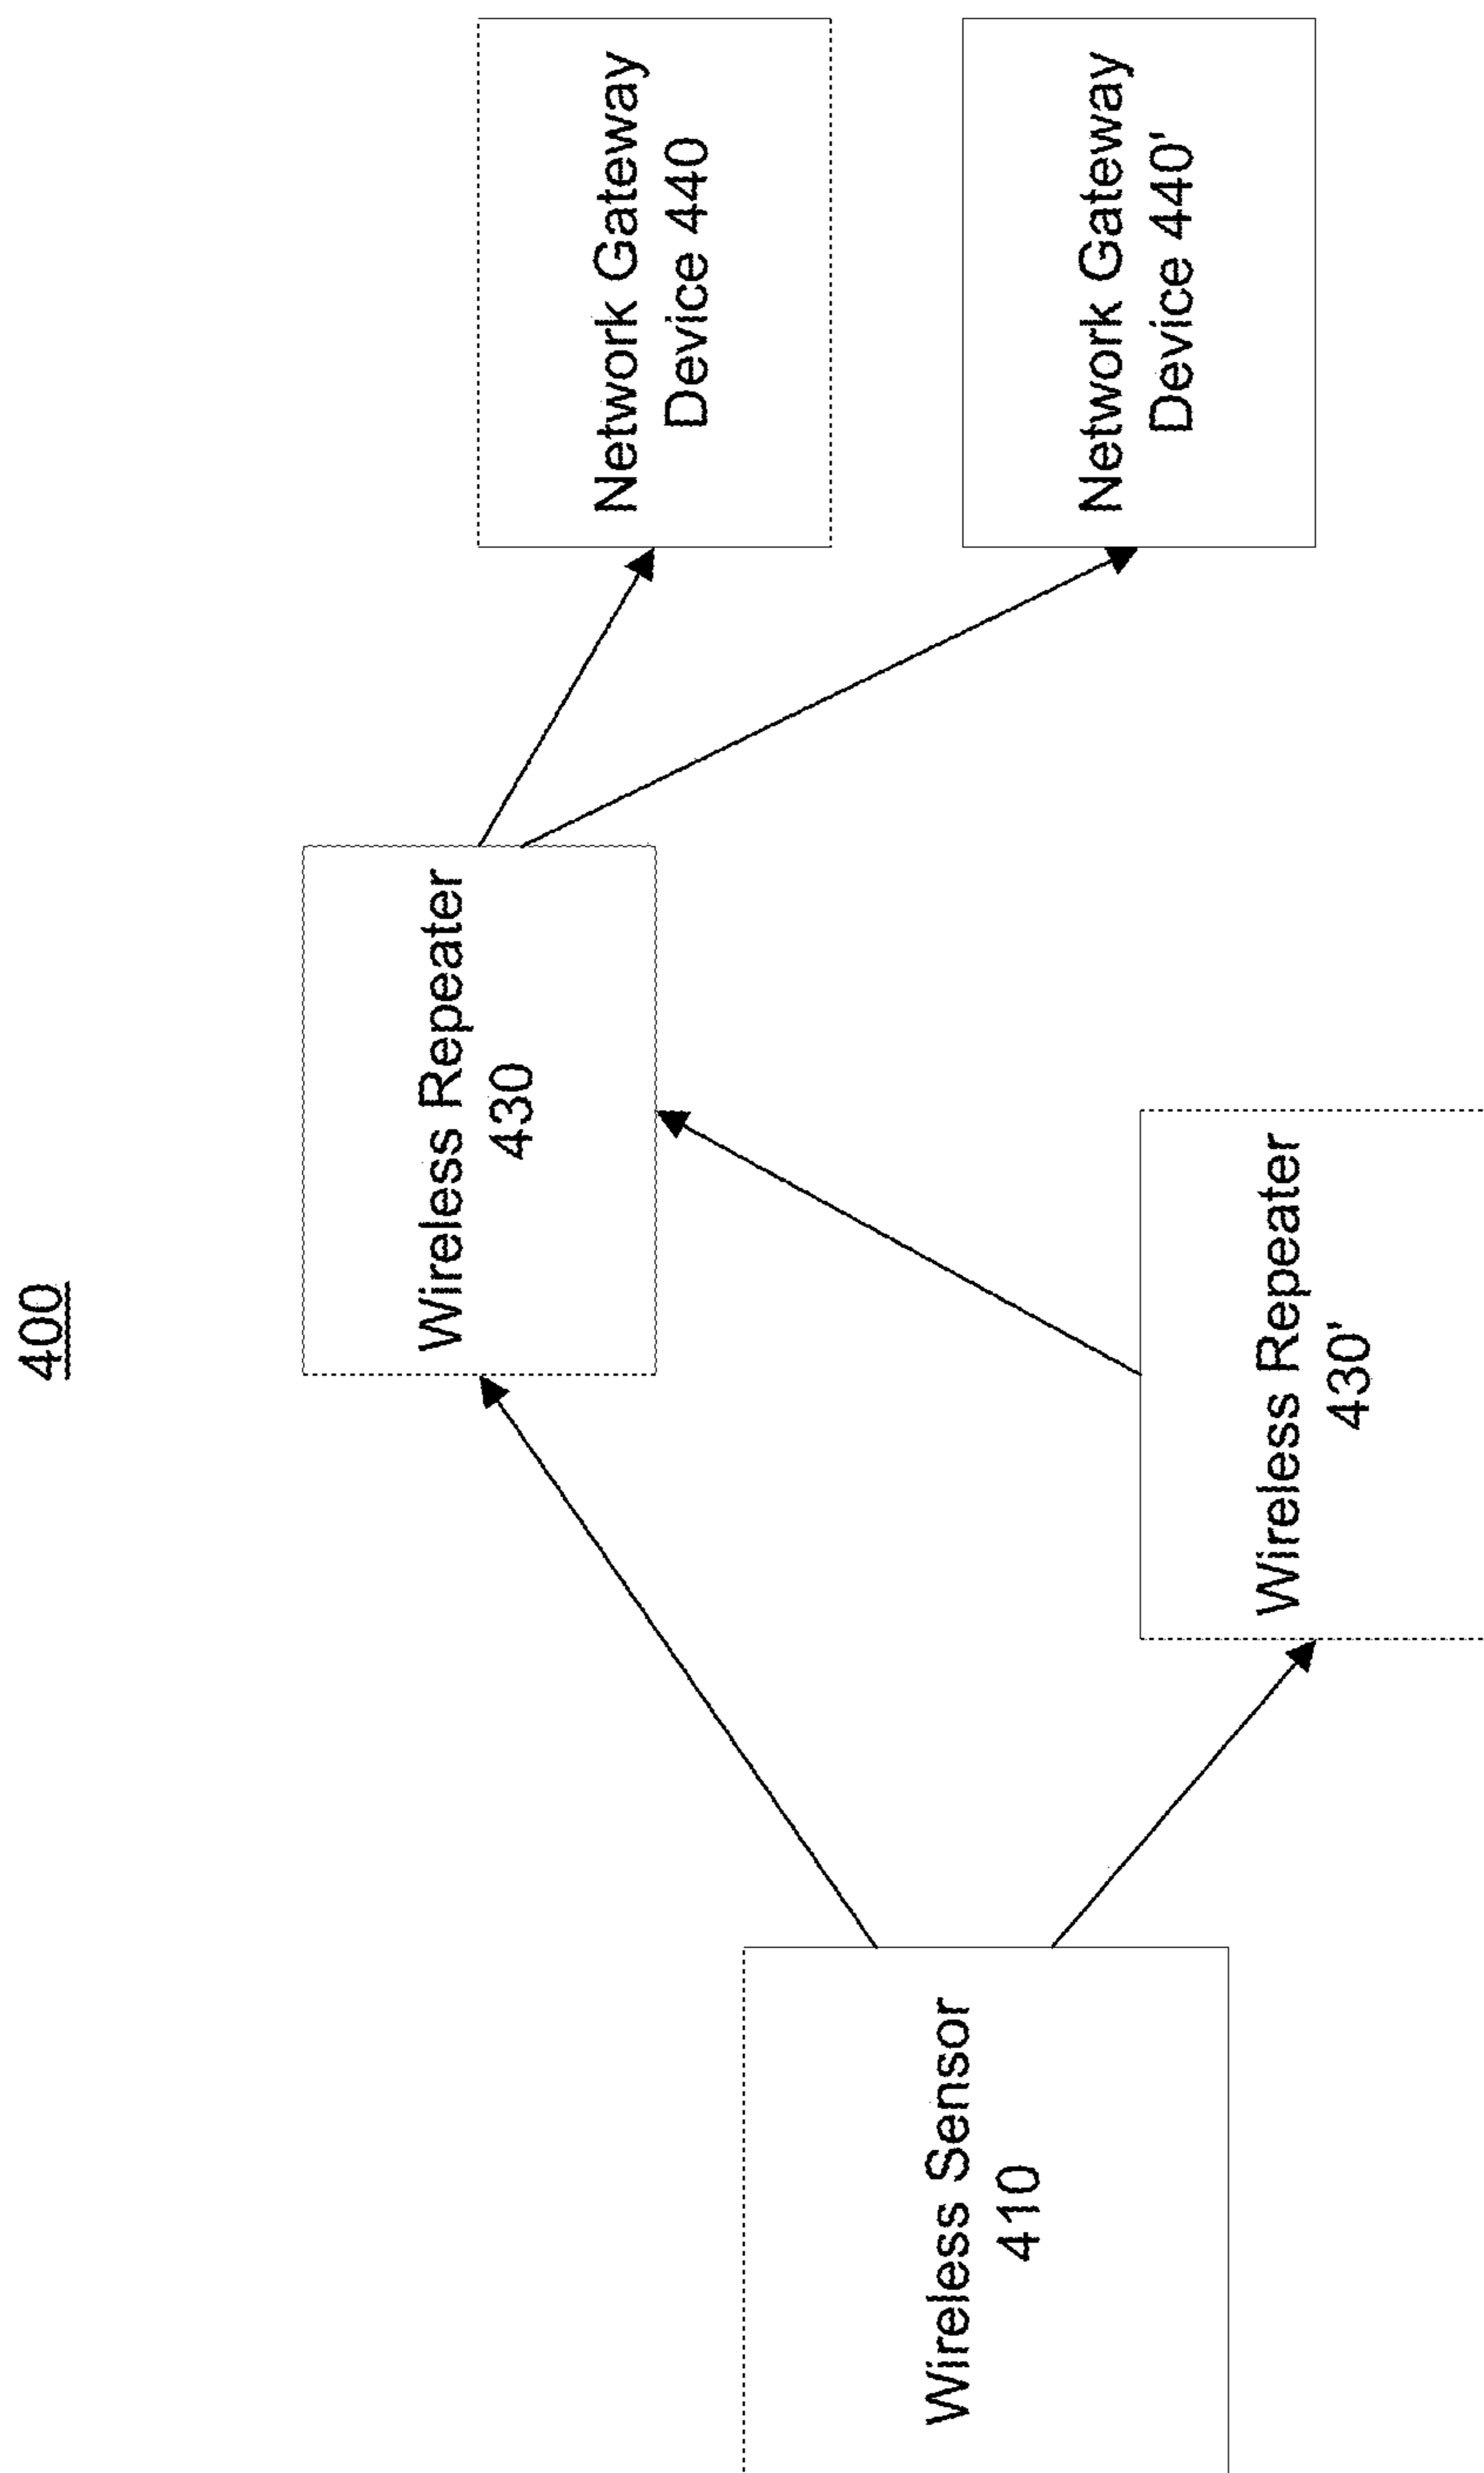 400
Wireless Sensor
410
Wireless Repeater
430
Wireless Repeater
430'
Network Gateway
Device 440
Network Gateway
Device 440'